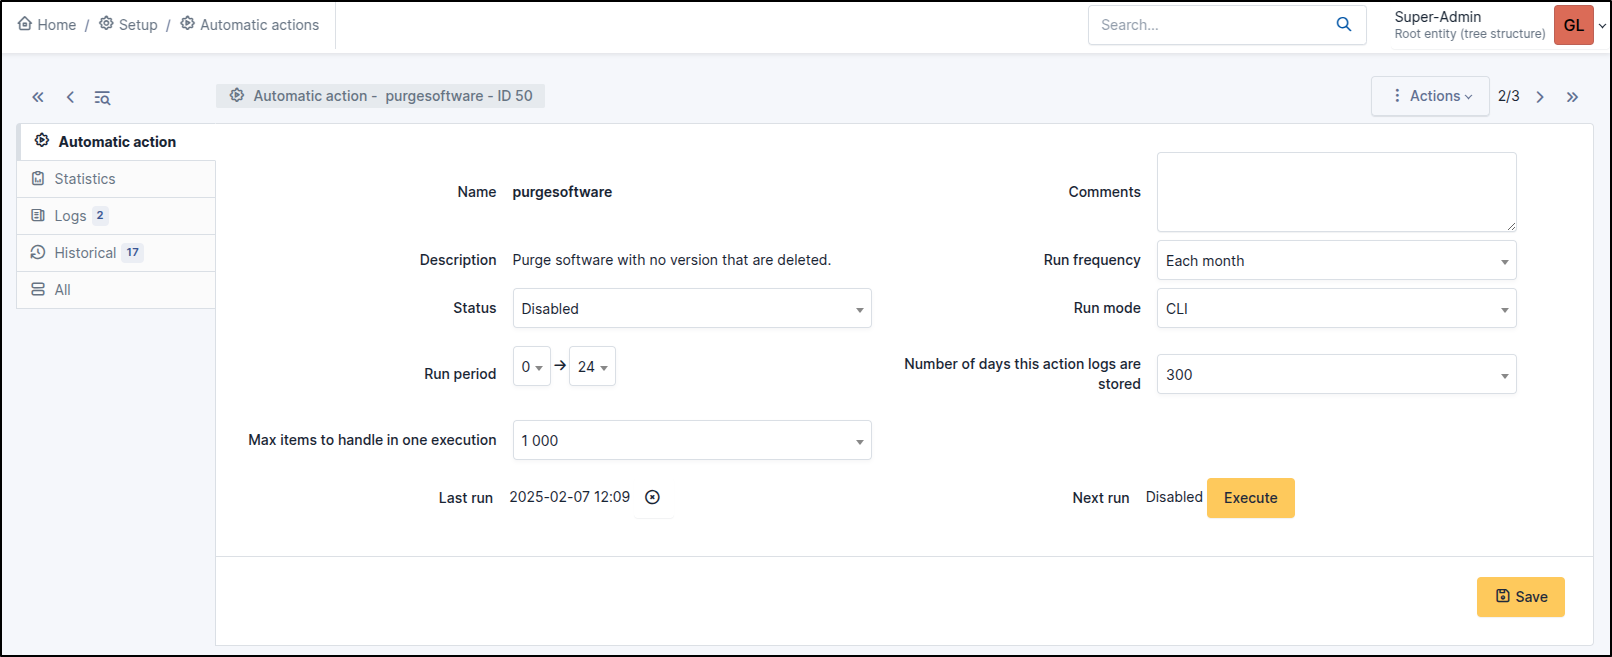 Home / Setup / Automatic actions
Search...
Super-Admin
Root entity (tree structure)
GL
Automatic action - purgesoftware - ID 50
Actions
2/3
Automatic action
Statistics
Logs 2
Historical 17
All
Name purgesoftware
Comments
Description Purge software with no version that are deleted.
Run frequency Each month
Status Disabled
Run mode CLI
Run period 0 → 24
Number of days this action logs are
stored
300
Max items to handle in one execution 1 000
Last run 2025-02-07 12:09
Next run Disabled Execute
Save